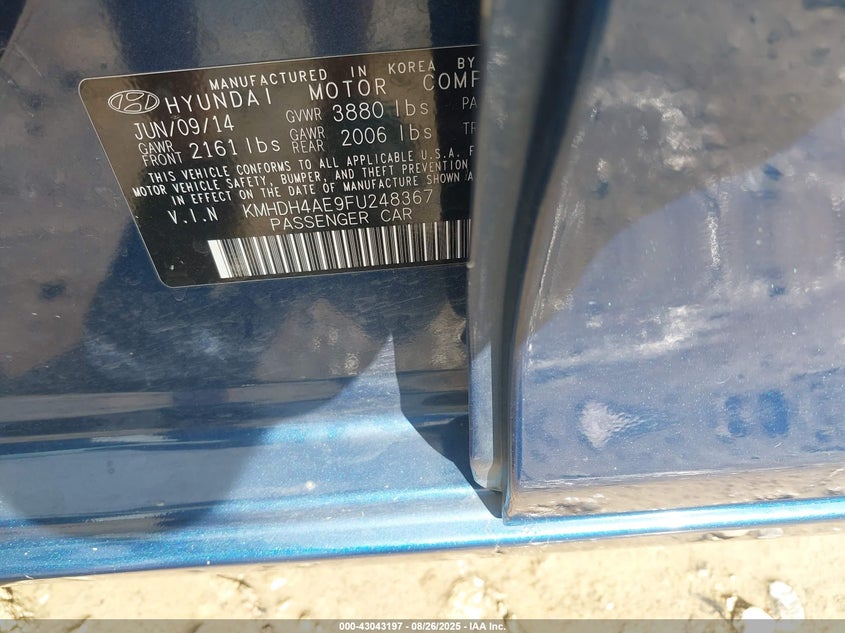 MANUFACTURED IN KOREA BY
HYUNDAI MOTOR COMP
JUN/09/14 GVWR 3880 lbs PA
GAWR FRONT 2161 lbs GAWR REAR 2006 lbs TR
THIS VEHICLE CONFORMS TO ALL APPLICABLE U.S.A. F
MOTOR VEHICLE SAFETY, BUMPER, AND THEFT PREVENTION
IN EFFECT ON THE DATE OF MANUFACTURE SHOWN A
V.I.N KMHDH4AE9FU248367
PASSENGER CAR
000-43043197 - 08/26/2025 - IAA Inc.